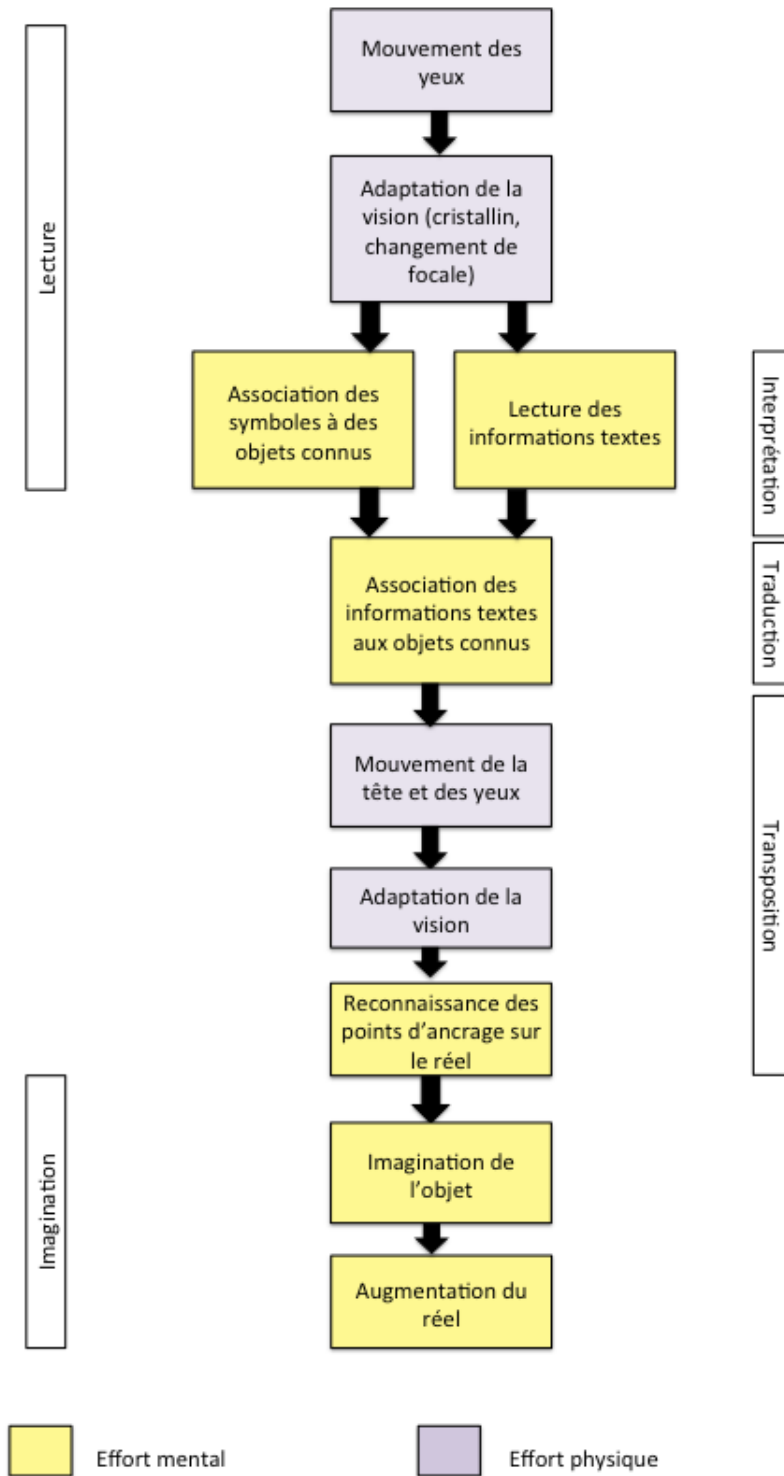 Mouvement des
yeux
Adaptation de la
vision (cristallin,
changement de
focale)
Lecture
Association des
symboles à des
objets connus
Lecture des
informations textes
Interprétation
Association des
informations textes
aux objets connus
Traduction
Mouvement de la
tête et des yeux
Adaptation de la
vision
Reconnaissance des
points d'ancrage sur
le réel
Transposition
Imagination de
l'objet
Augmentation du
réel
Imagination
Effort mental
Effort physique